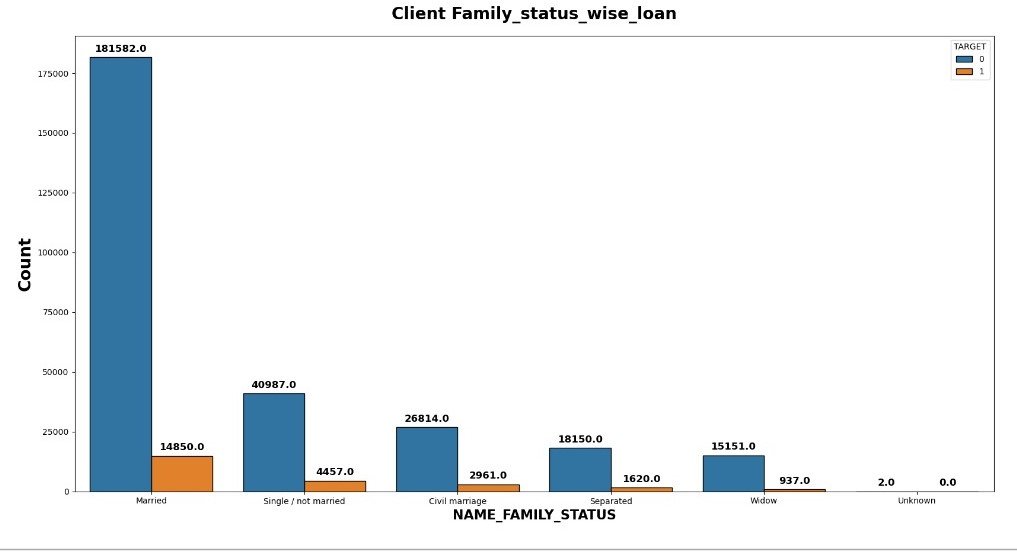 Client Family_status_wise_loan
181582.0
TARGET
0
1
175000
150000
125000
100000
75000
50000
25000
0
Count
40987.0
26814.0
18150.0
15151.0
14850.0
4457.0
2961.0
1620.0
937.0
2.0
0.0
Married
Single / not married
Civil marriage
Separated
Widow
Unknown
NAME_FAMILY_STATUS